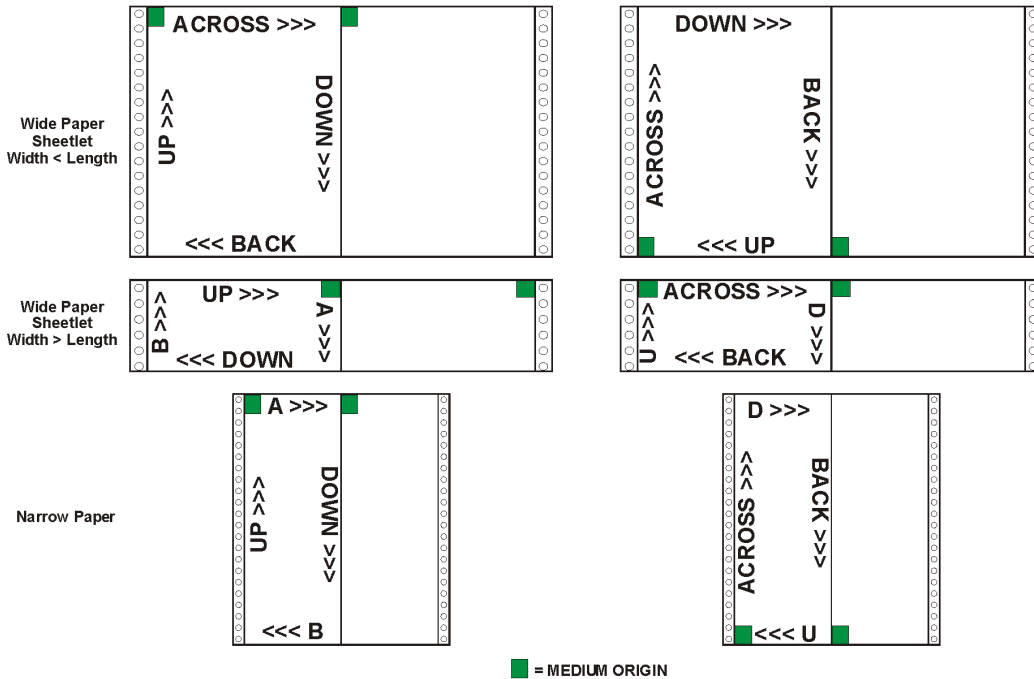 ACROSS >>>
UP >>>
DOWN >>>
<<< BACK
DOWN >>>
ACROSS >>>
BACK >>>
<<< UP
Wide Paper
Sheetlet
Width < Length
UP >>>
B >>>
A >>>
<<< DOWN
ACROSS >>>
U >>>
D >>>
<<< BACK
Wide Paper
Sheetlet
Width > Length
A >>>
UP >>>
DOWN >>>
<<< B
D >>>
ACROSS >>>
BACK >>>
<<< U
Narrow Paper
= MEDIUM ORIGIN